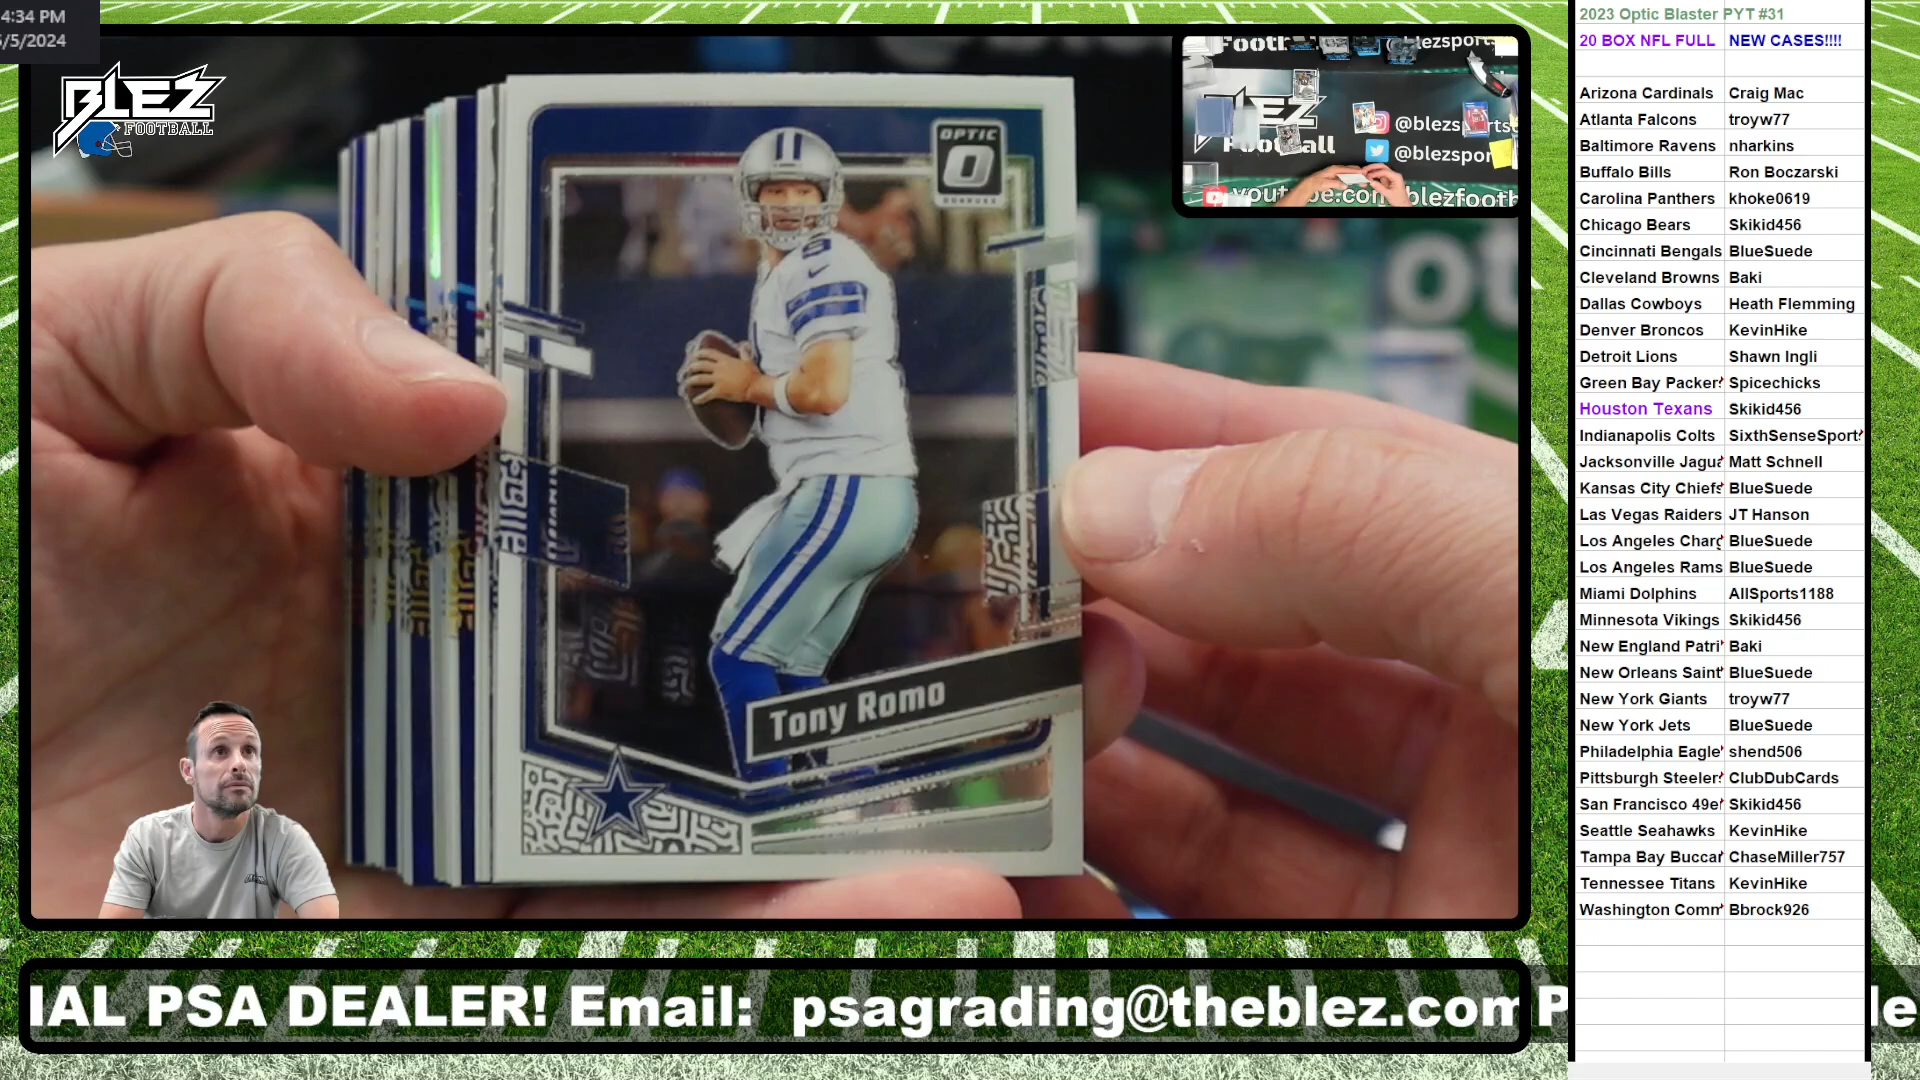 4:34 PM
/5/2024
BLEZ
FOOTBALL
OPTIC
DONRUSS
Tony Romo
@blezsports
@blezspor
Football
youtube.com/blezfootb
IAL PSA DEALER! Email: psagrading@theblez.com P
le
2023 Optic Blaster PYT #31
20 BOX NFL FULL NEW CASES!!!!
Arizona Cardinals Craig Mac
Atlanta Falcons troyw77
Baltimore Ravens nharkins
Buffalo Bills Ron Boczarski
Carolina Panthers khoke0619
Chicago Bears Skikid456
Cincinnati Bengals BlueSuede
Cleveland Browns Baki
Dallas Cowboys Heath Flemming
Denver Broncos KevinHike
Detroit Lions Shawn Ingli
Green Bay Packer Spicechicks
Houston Texans Skikid456
Indianapolis Colts SixthSenseSport
Jacksonville Jagua Matt Schnell
Kansas City Chiefs BlueSuede
Las Vegas Raiders JT Hanson
Los Angeles Charg BlueSuede
Los Angeles Rams BlueSuede
Miami Dolphins AllSports1188
Minnesota Vikings Skikid456
New England Patri Baki
New Orleans Saint BlueSuede
New York Giants troyw77
New York Jets BlueSuede
Philadelphia Eagle shend506
Pittsburgh Steeler ClubDubCards
San Francisco 49e Skikid456
Seattle Seahawks KevinHike
Tampa Bay Buccar ChaseMiller757
Tennessee Titans KevinHike
Washington Comm Bbrock926